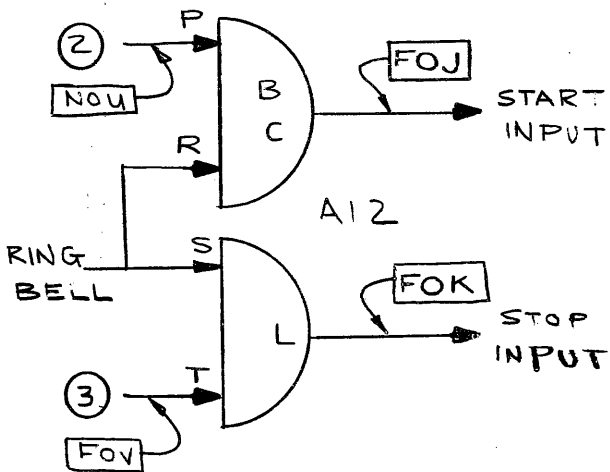 2
P
NOU
B
C
FOJ
START
INPUT
R
A12
RING
BELL
S
FOK
L
STOP
INPUT
3
T
FOV